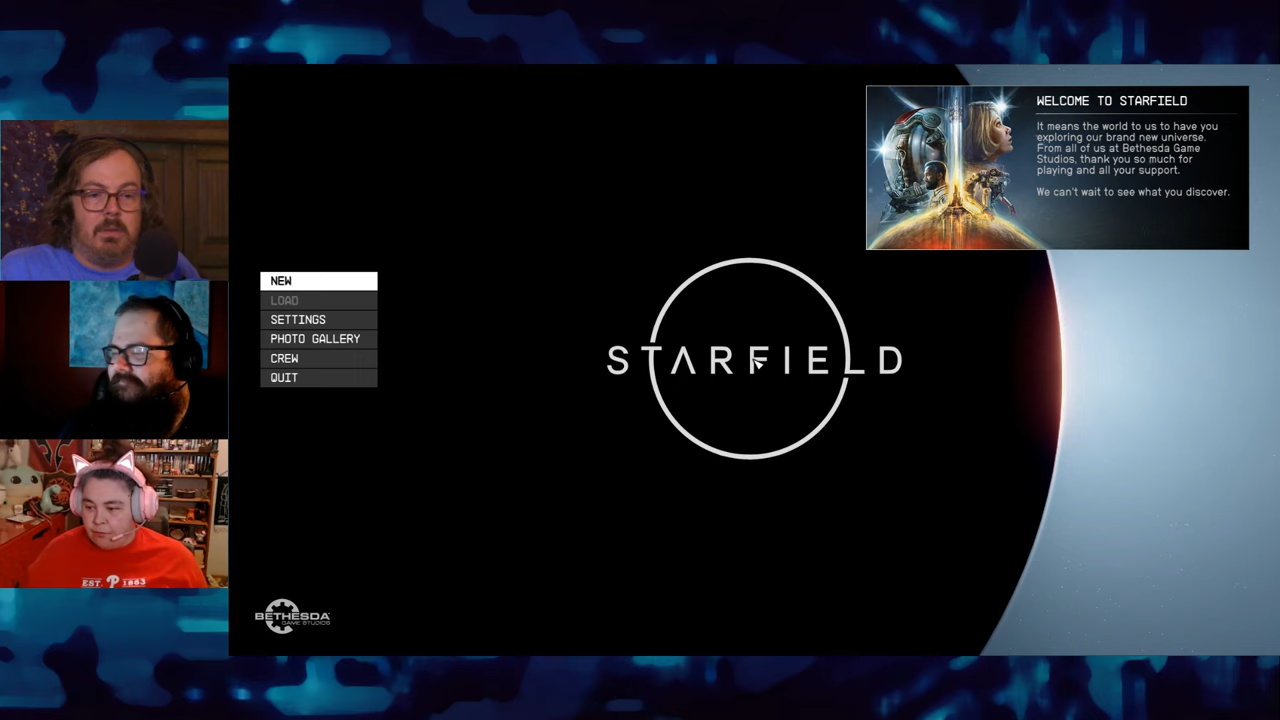 WELCOME TO STARFIELD
It means the world to us to have you
exploring our brand new universe.
From all of us at Bethesda Game
Studios, thank you so much for
playing and all your support.
We can't wait to see what you discover.
NEW
LOAD
SETTINGS
PHOTO GALLERY
CREW
QUIT
STARFIELD
EST. P 1883
BETHESDA
GAME STUDIOS